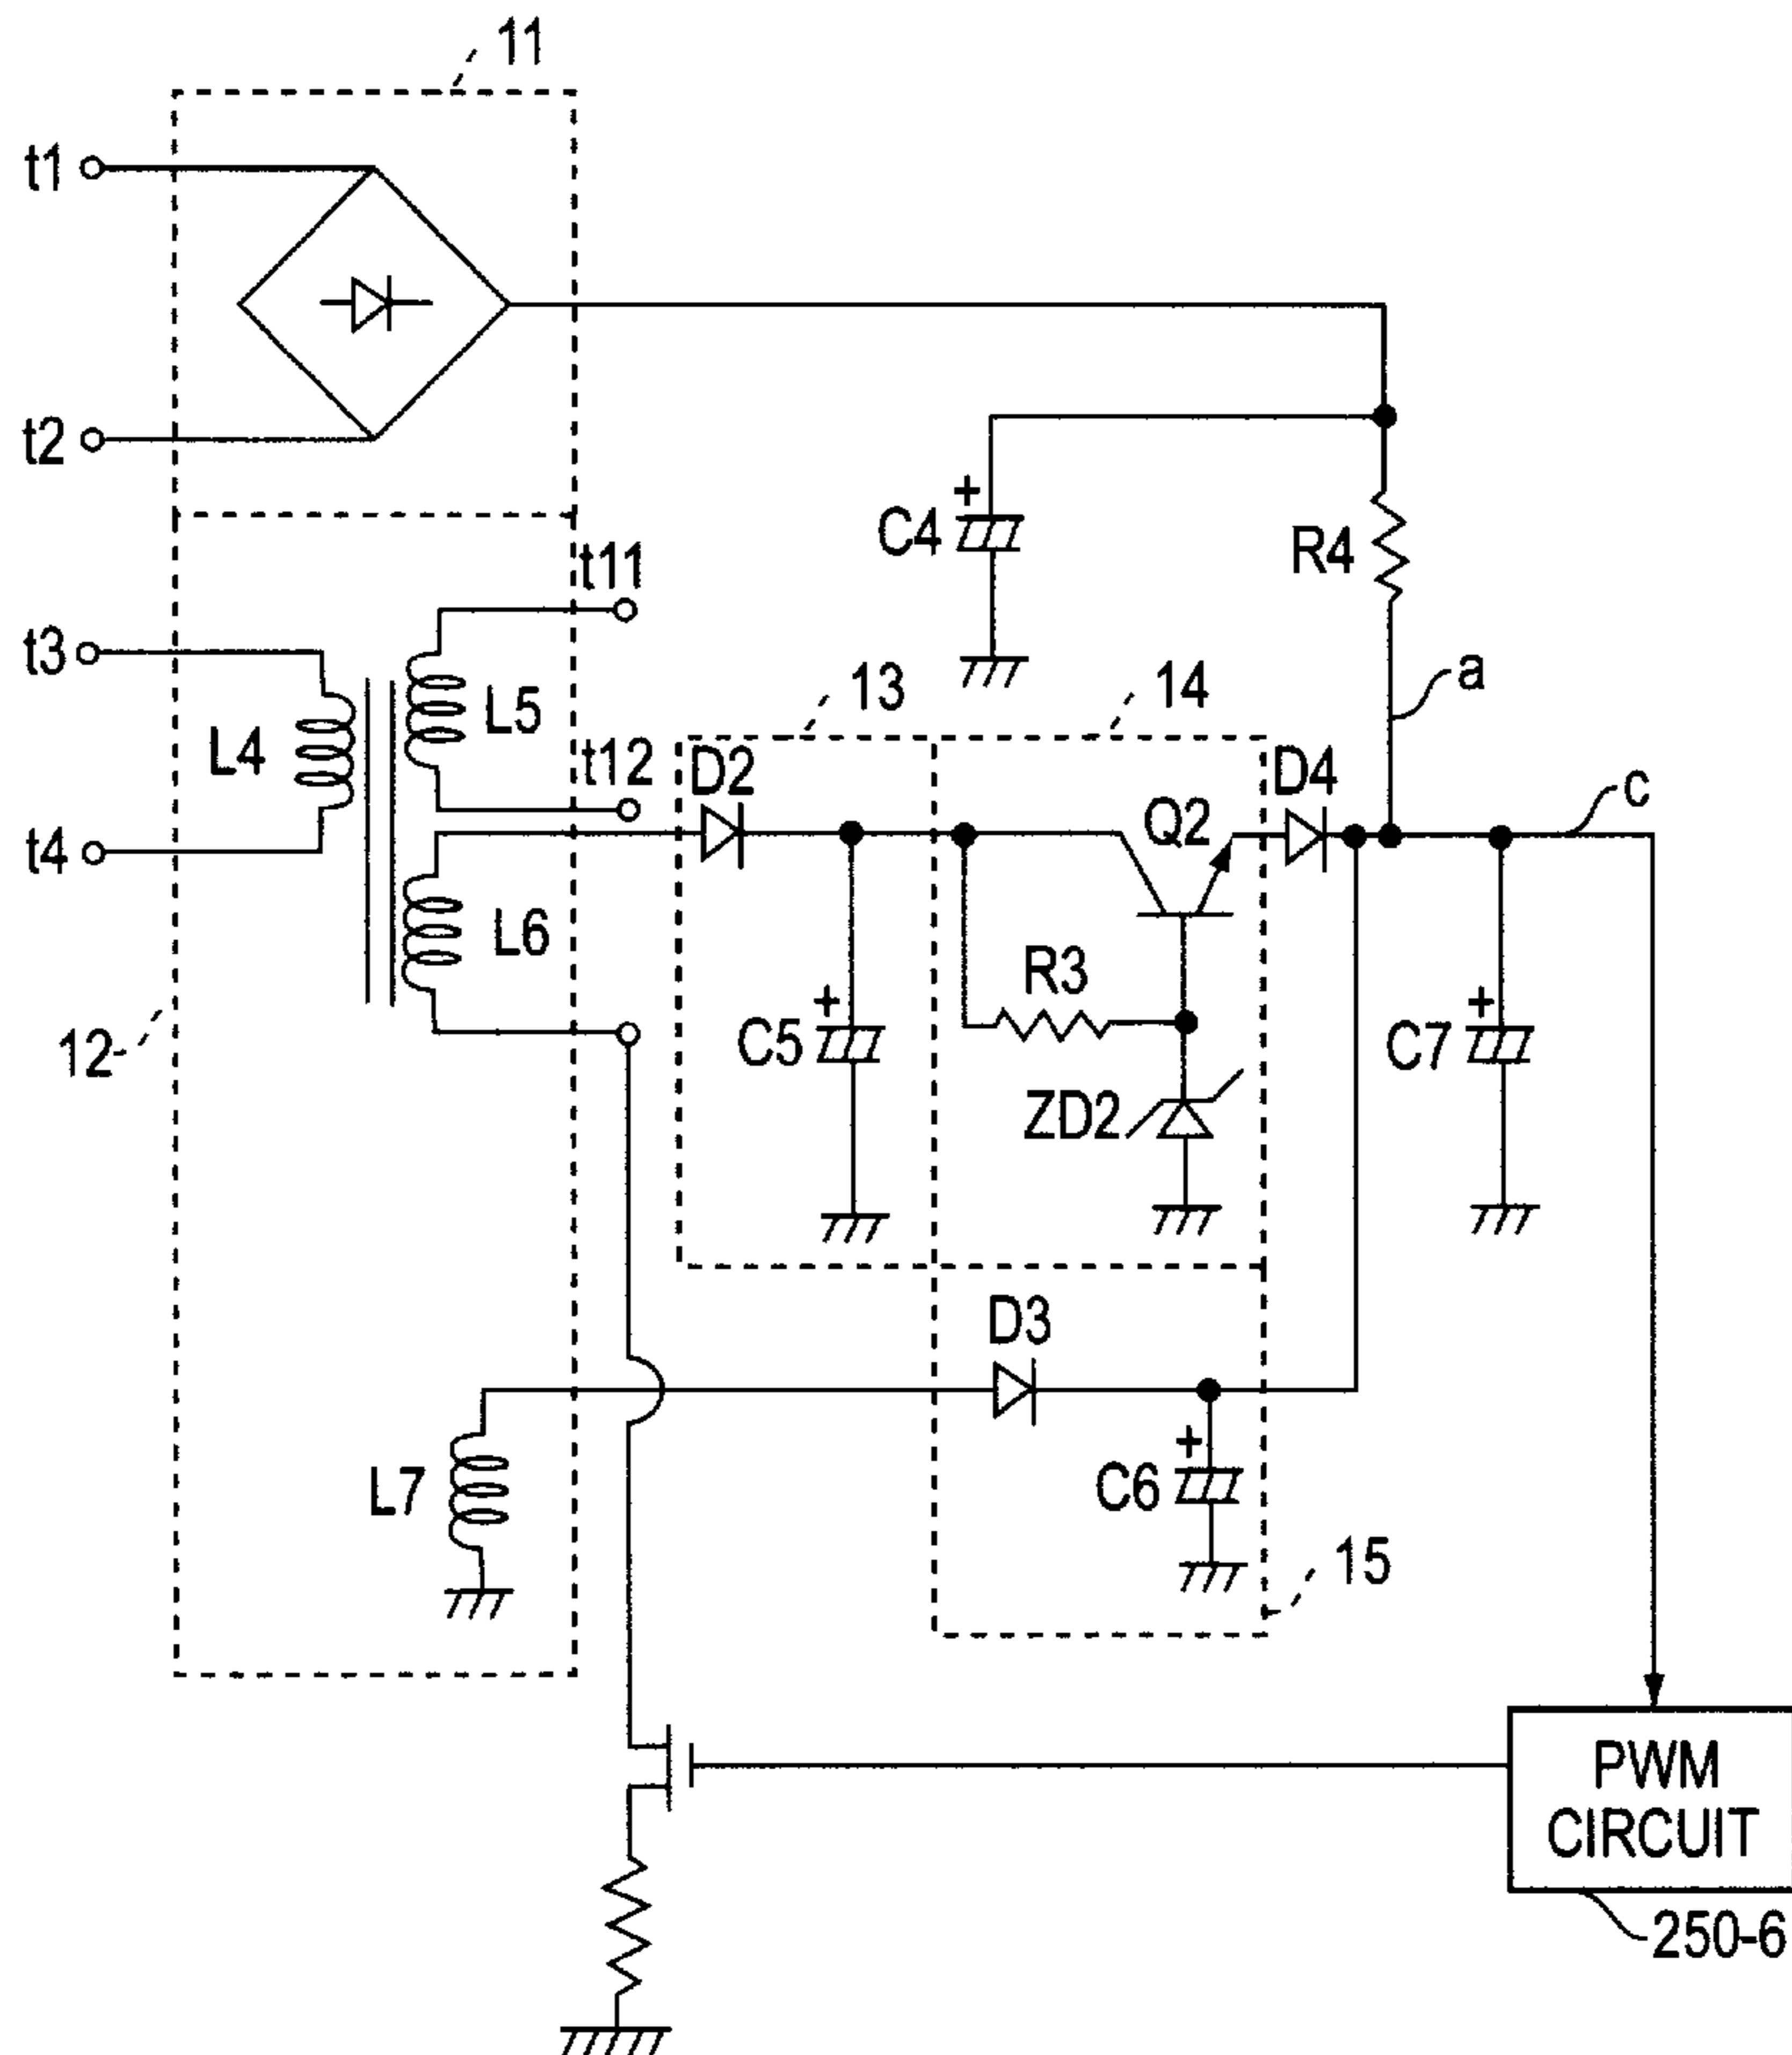 11
t1
t2
C4
+
R4
t11
t3
a
13
14
L5
L4
t12
D2
D4
c
Q2
t4
L6
R3
12
C5
+
C7
+
ZD2
D3
L7
C6
+
15
PWM
CIRCUIT
250-6